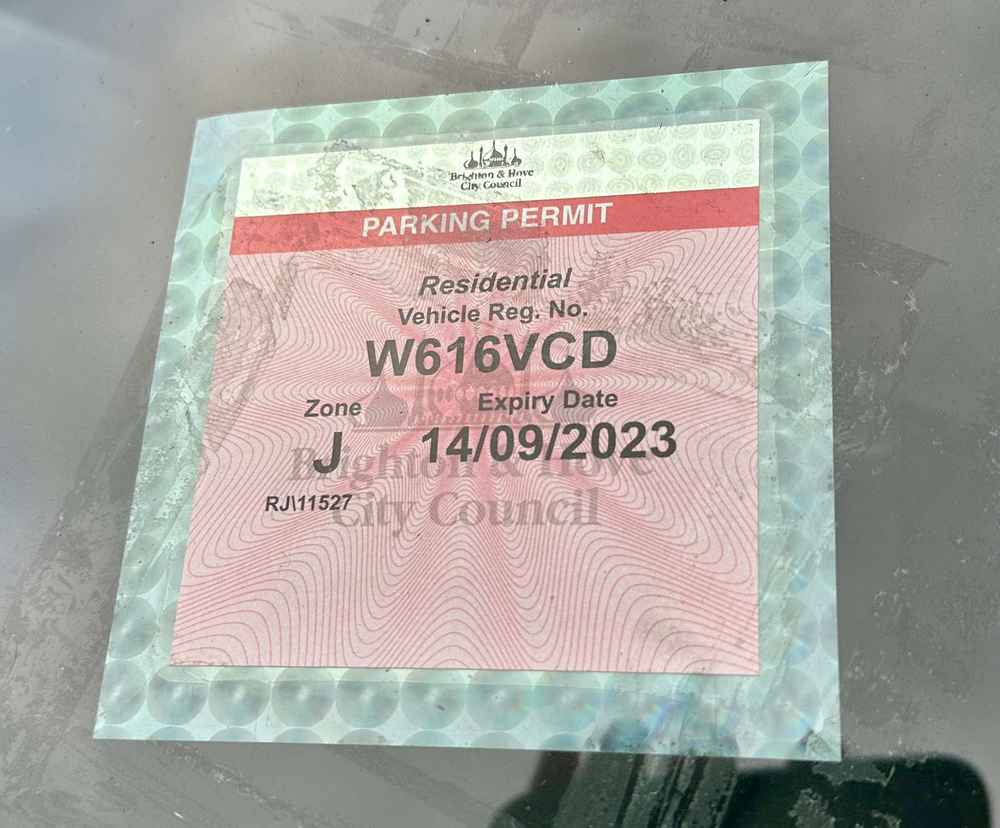 Brighton & Hove
City Council
PARKING PERMIT
Residential
Vehicle Reg. No.
W616VCD
Zone Expiry Date
J 14/09/2023
Brighton & Hove
RJ\11527
City Council